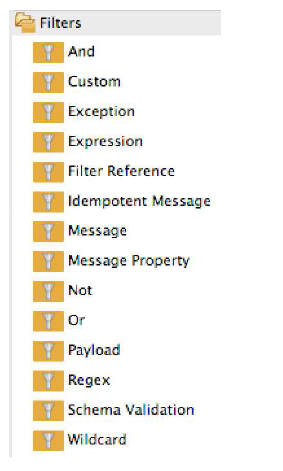 Filters
And
Custom
Exception
Expression
Filter Reference
Idempotent Message
Message
Message Property
Not
Or
Payload
Regex
Schema Validation
Wildcard